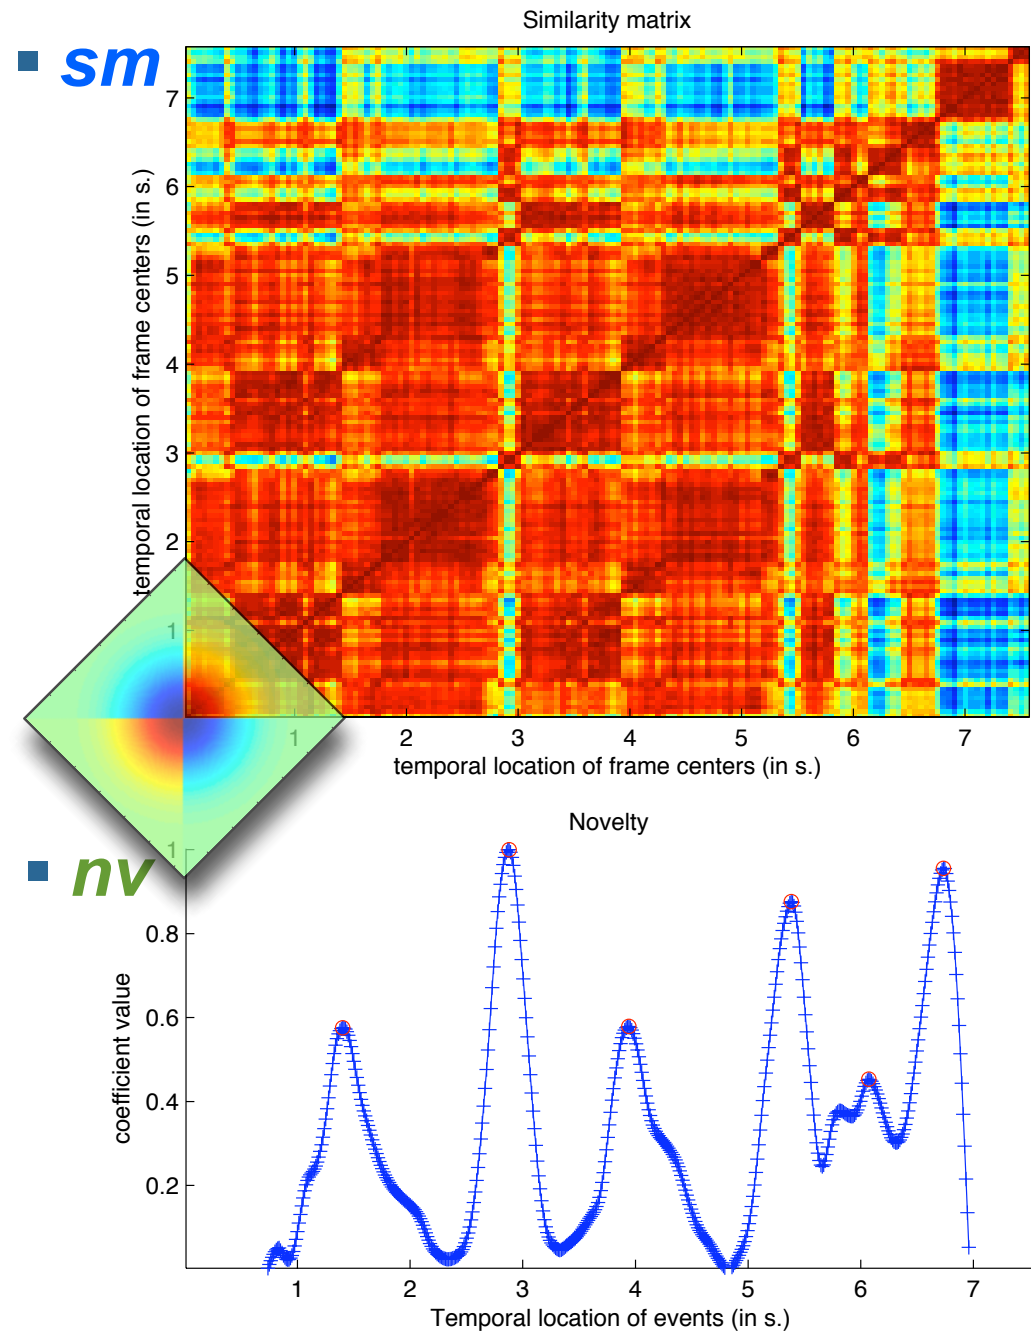 Similarity matrix
sm
temporal location of frame centers (in s.)
7
6
5
4
3
2
1
1 2 3 4 5 6 7
temporal location of frame centers (in s.)
Novelty
nv
coefficient value
1
0.8
0.6
0.4
0.2
1 2 3 4 5 6 7
Temporal location of events (in s.)